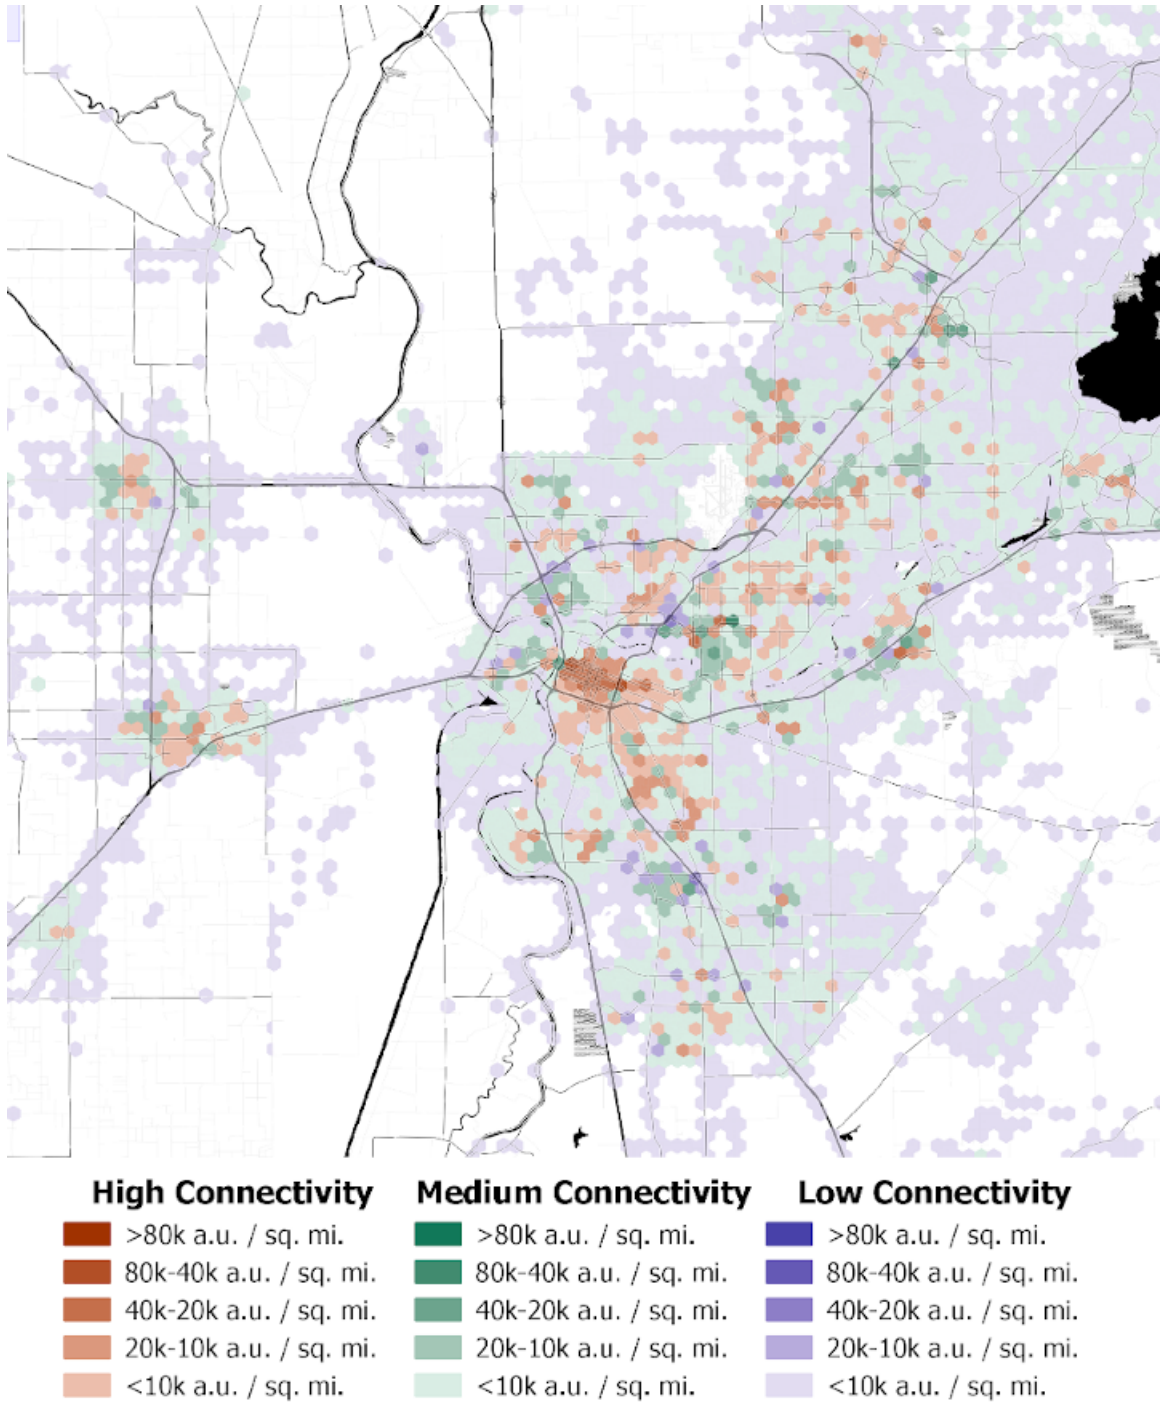 High Connectivity Medium Connectivity Low Connectivity
>80k a.u. / sq. mi. >80k a.u. / sq. mi. >80k a.u. / sq. mi.
80k-40k a.u. / sq. mi. 80k-40k a.u. / sq. mi. 80k-40k a.u. / sq. mi.
40k-20k a.u. / sq. mi. 40k-20k a.u. / sq. mi. 40k-20k a.u. / sq. mi.
20k-10k a.u. / sq. mi. 20k-10k a.u. / sq. mi. 20k-10k a.u. / sq. mi.
<10k a.u. / sq. mi. <10k a.u. / sq. mi. <10k a.u. / sq. mi.